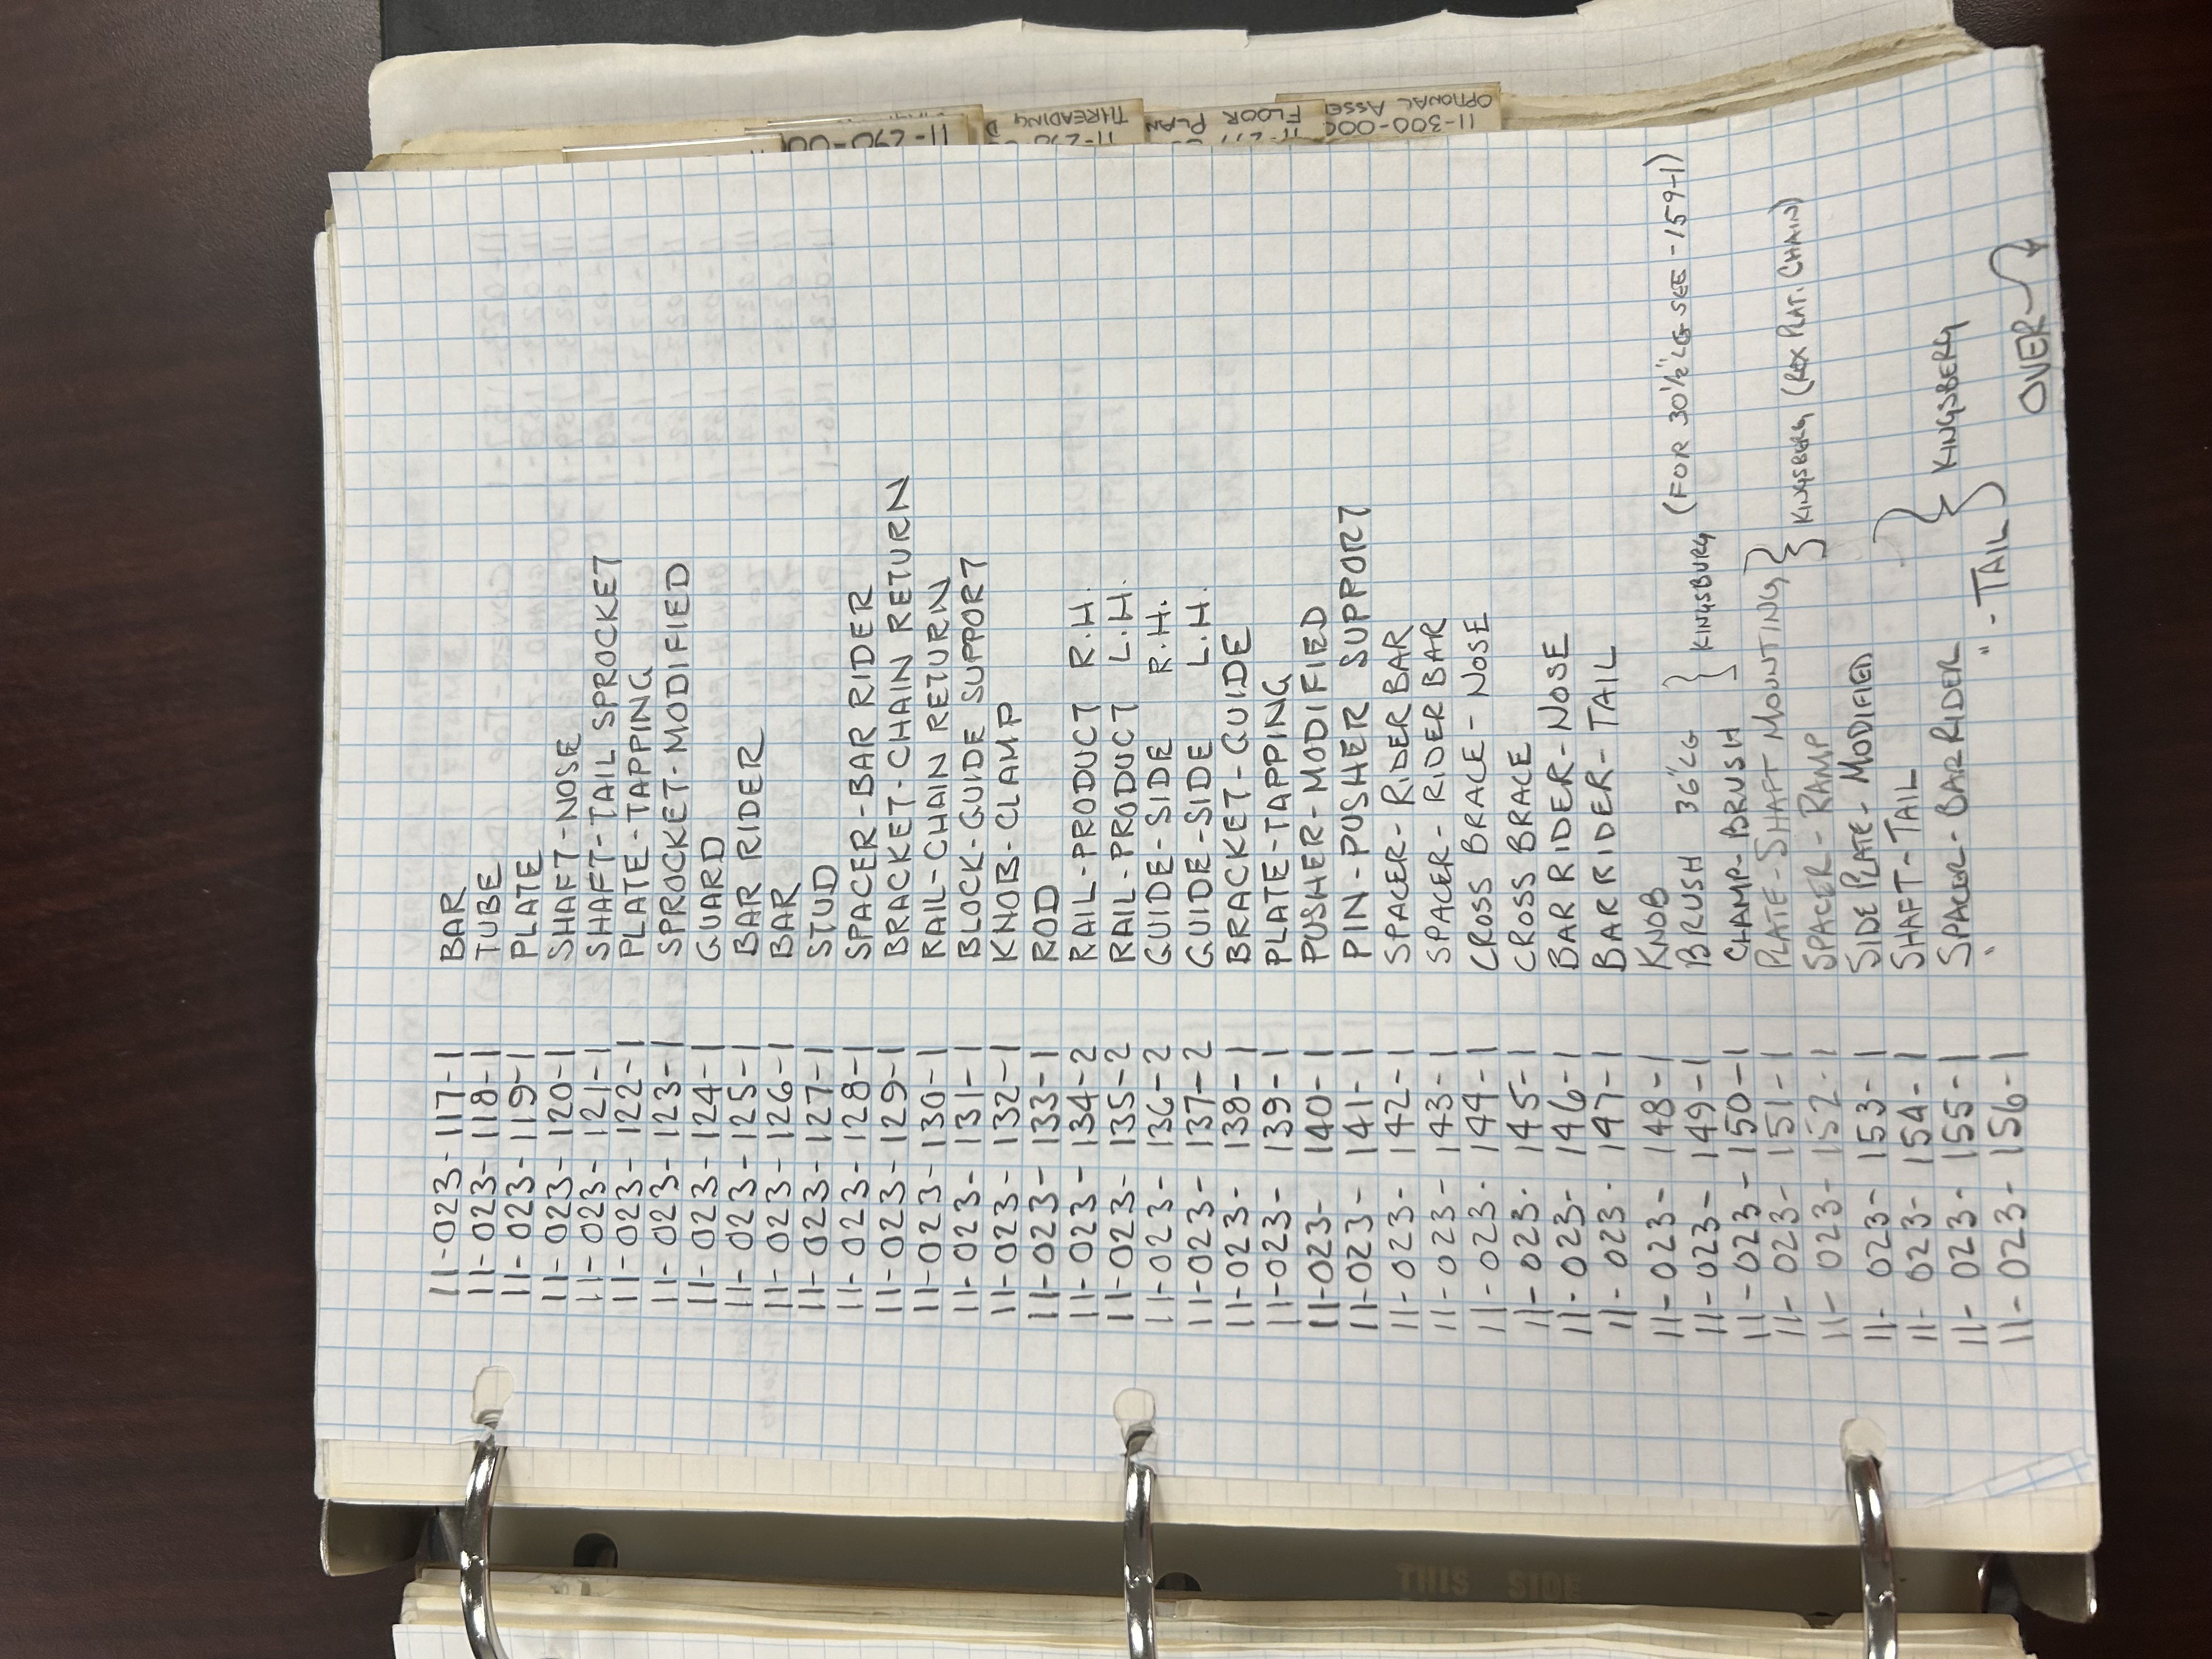 11-023-117-1 BAR
11-023-118-1 TUBE
11-023-119-1 PLATE
11-023-120-1 SHAFT-NOSE
11-023-121-1 SHAFT-TAIL SPROCKET
11-023-122-1 PLATE-TAPPING
11-023-123-1 SPROCKET-MODIFIED
11-023-124-1 GUARD
11-023-125-1 BAR RIDER
11-023-126-1 BAR
11-023-127-1 STUD
11-023-128-1 SPACER-BAR RIDER
11-023-129-1 BRACKET-CHAIN RETURN
11-023-130-1 RAIL-CHAIN RETURN
11-023-131-1 BLOCK-GUIDE SUPPORT
11-023-132-1 KNOB-CLAMP
11-023-133-1 ROD
11-023-134-2 RAIL-PRODUCT R.H.
11-023-135-2 RAIL-PRODUCT L.H.
11-023-136-2 GUIDE-SIDE R.H.
11-023-137-2 GUIDE-SIDE L.H.
11-023-138-1 BRACKET-GUIDE
11-023-139-1 PLATE-TAPPING
11-023-140-1 PUSHER-MODIFIED
11-023-141-1 PIN-PUSHER SUPPORT
11-023-142-1 SPACER-RIDER BAR
11-023-143-1 SPACER-RIDER BAR
11-023-144-1 CROSS BRACE-NOSE
11-023-145-1 CROSS BRACE
11-023-146-1 BAR RIDER-NOSE
11-023-147-1 BAR RIDER-TAIL
11-023-148-1 KNOB
11-023-149-1 BRUSH 36"LG } KINGSBURG (FOR 30 1/2" LG SEE -159-1)
11-023-150-1 CLAMP-BRUSH
11-023-151-1 PLATE-SHAFT MOUNTING } KINGSBERG (REX PLAT. CHAIN)
11-023-152-1 SPACER-RAMP
11-023-153-1 SIDE PLATE-MODIFIED
11-023-154-1 SHAFT-TAIL
11-023-155-1 SPACER-BAR RIDER } KINGSBERG
11-023-156-1 " "-TAIL
OVER
11-290-001
THREADING D
FLOOR PLAN
11-300-000
OPTIONAL ASSE
THIS SIDE